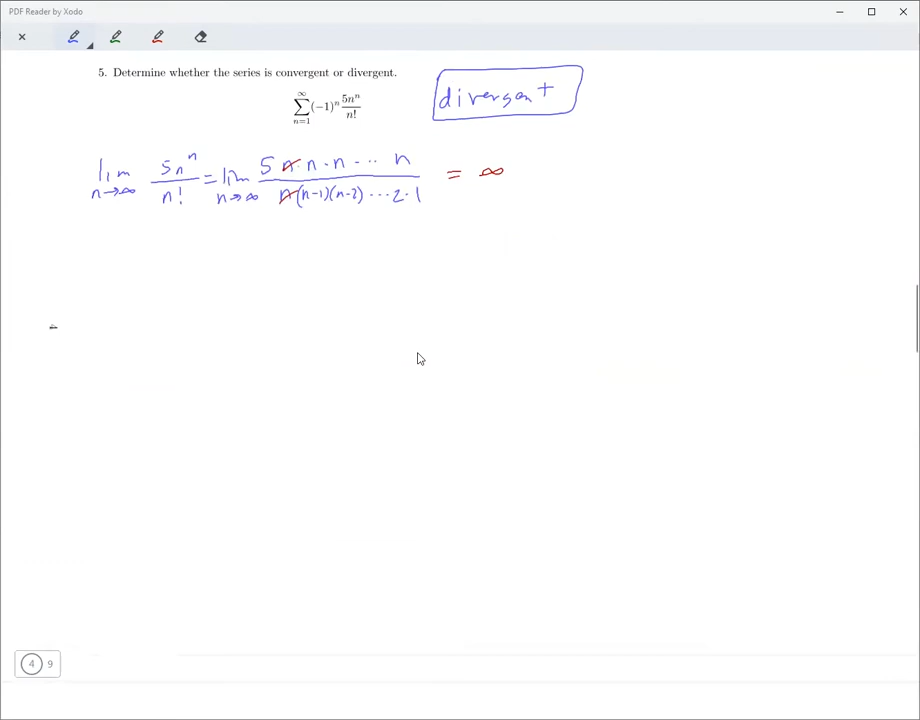 PDF Reader by Xodo
5. Determine whether the series is convergent or divergent.
∑_{n=1}^{∞} (−1)^n 5n^n / n!
divergent
lim_{n→∞} 5n^n / n! = lim_{n→∞} 5 n · n · n · ⋯ n / n(n-1)(n-2) ⋯ 2 · 1 = ∞
4 9